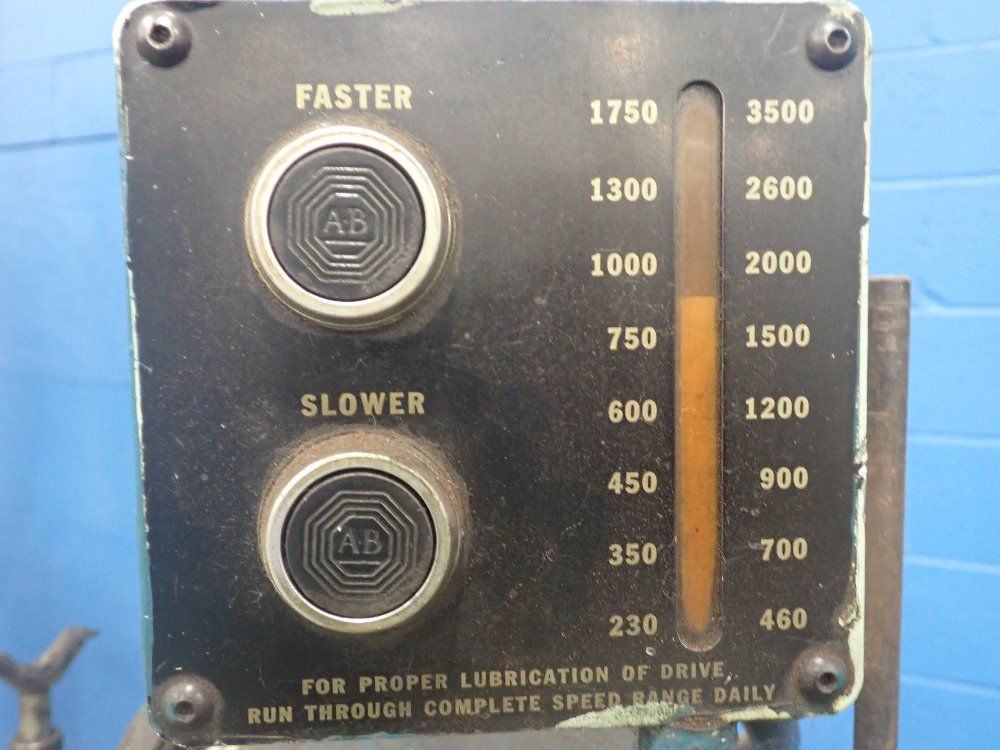 FASTER
A-B
SLOWER
A-B
1750 3500
1300 2600
1000 2000
750 1500
600 1200
450 900
350 700
230 460
FOR PROPER LUBRICATION OF DRIVE,
RUN THROUGH COMPLETE SPEED RANGE DAILY